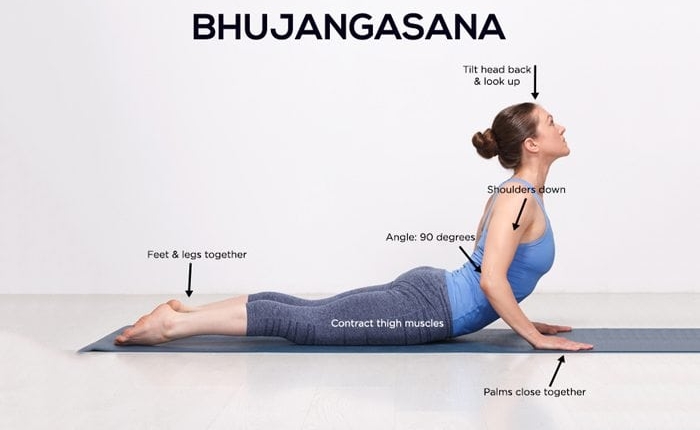 BHUJANGASANA
Tilt head back
& look up
Shoulders down
Angle: 90 degrees
Feet & legs together
Contract thigh muscles
Palms close together